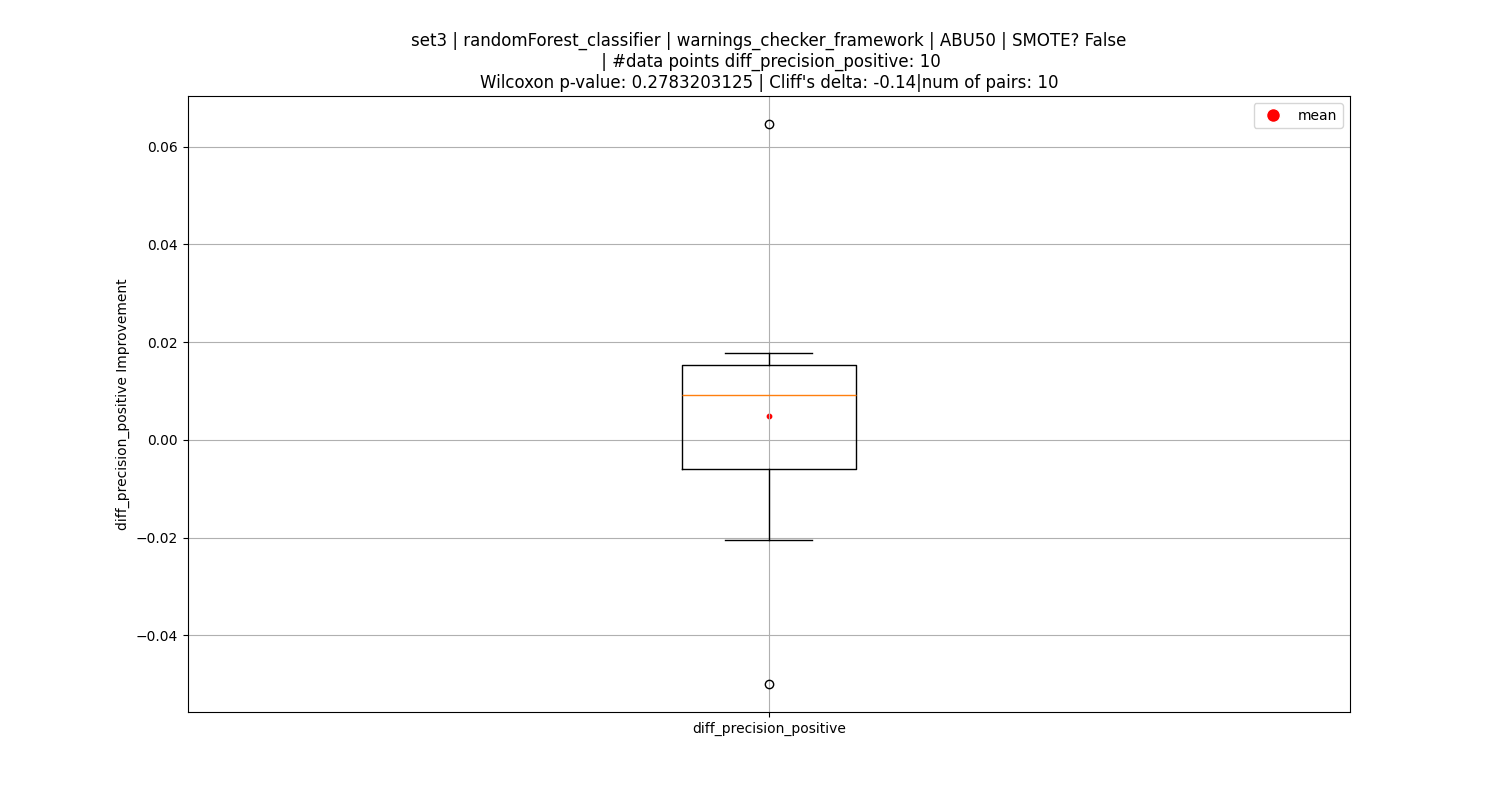 set3 | randomForest_classifier | warnings_checker_framework | ABU50 | SMOTE? False
| #data points diff_precision_positive: 10
Wilcoxon p-value: 0.2783203125 | Cliff's delta: -0.14|num of pairs: 10
mean
0.06
0.04
0.02
0.00
−0.02
−0.04
diff_precision_positive Improvement
diff_precision_positive